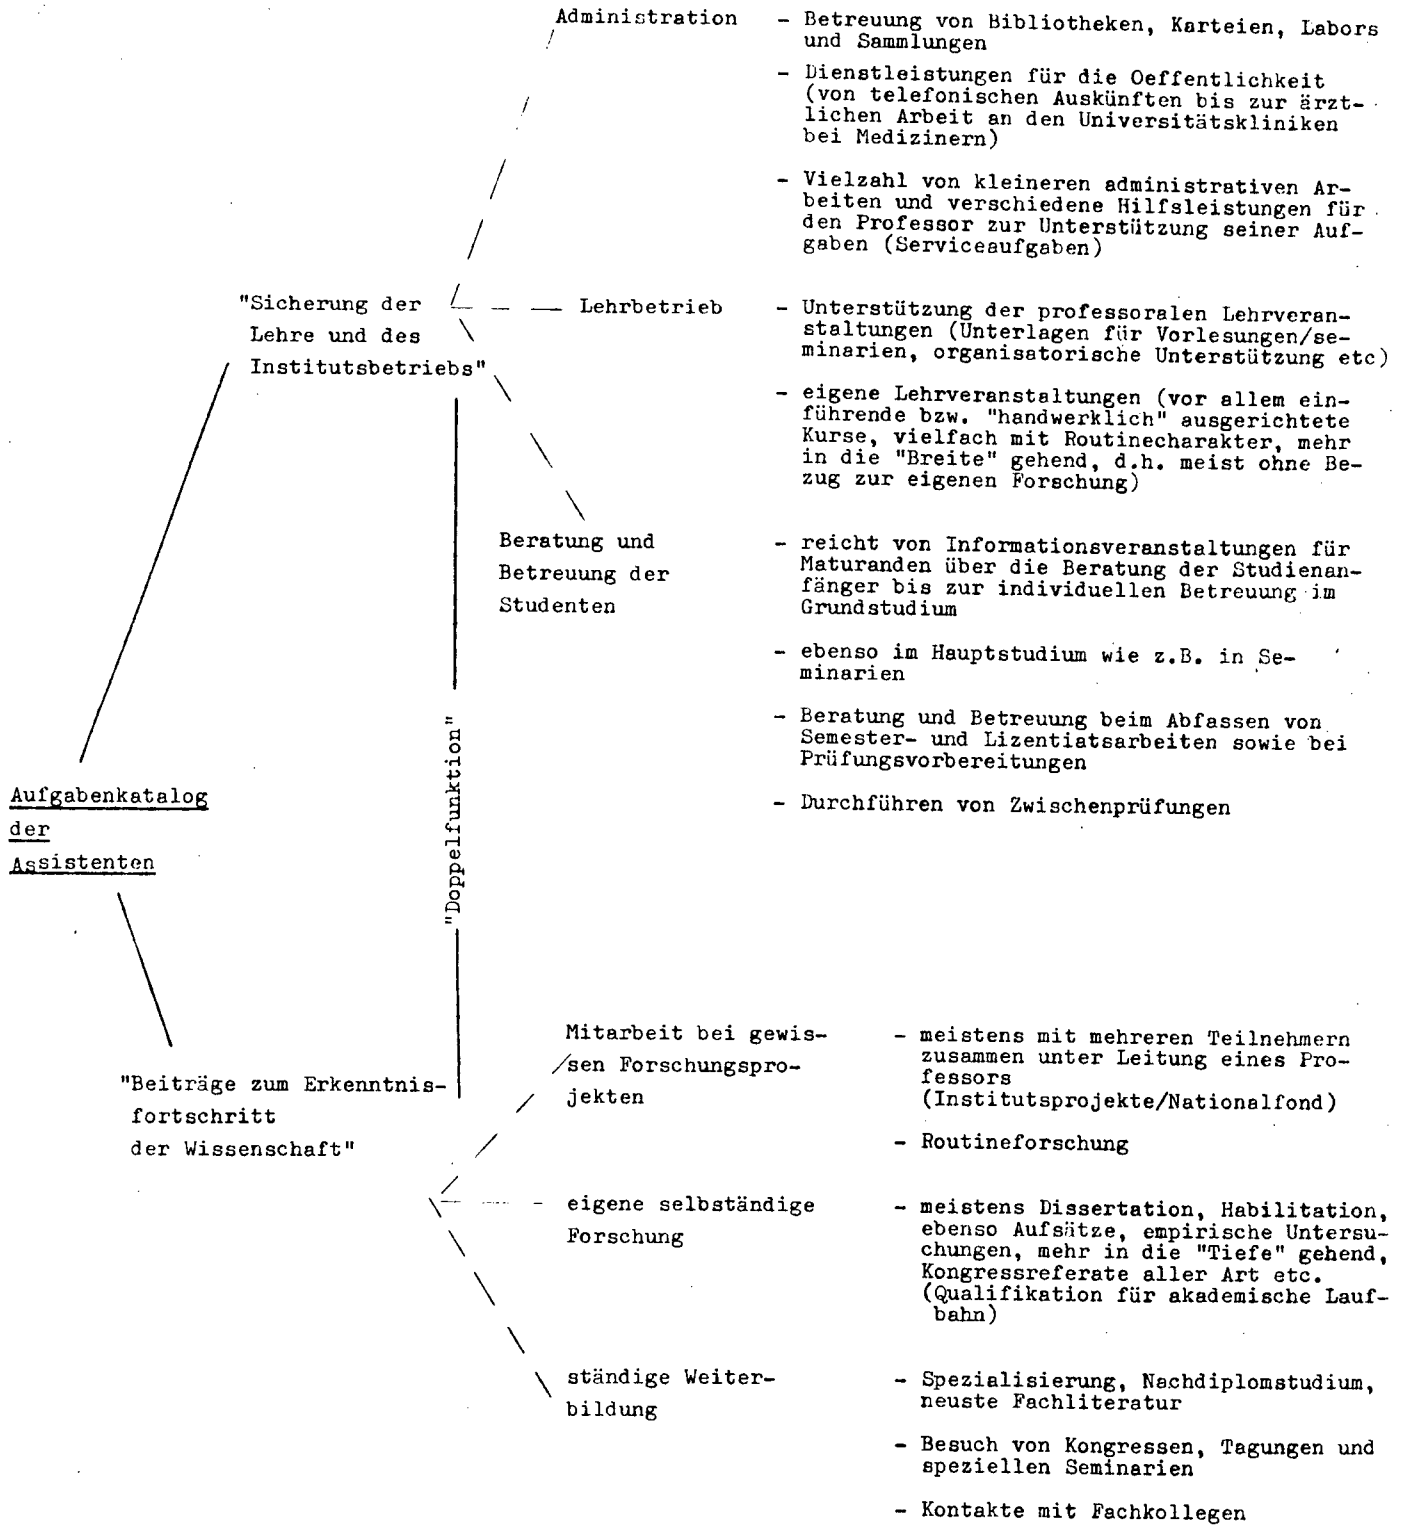 Administration
- Betreuung von Bibliotheken, Karteien, Labors
und Sammlungen
- Dienstleistungen für die Oeffentlichkeit
(von telefonischen Auskünften bis zur ärzt-
lichen Arbeit an den Universitätskliniken
bei Medizinern)
- Vielzahl von kleineren administrativen Ar-
beiten und verschiedene Hilfsleistungen für
den Professor zur Unterstützung seiner Auf-
gaben (Serviceaufgaben)
"Sicherung der
Lehre und des
Institutsbetriebs"
Lehrbetrieb
- Unterstützung der professoralen Lehrveran-
staltungen (Unterlagen für Vorlesungen/se-
minarien, organisatorische Unterstützung etc)
- eigene Lehrveranstaltungen (vor allem ein-
führende bzw. "handwerklich" ausgerichtete
Kurse, vielfach mit Routinecharakter, mehr
in die "Breite" gehend, d.h. meist ohne Be-
zug zur eigenen Forschung)
Beratung und
Betreuung der
Studenten
- reicht von Informationsveranstaltungen für
Maturanden über die Beratung der Studienan-
fänger bis zur individuellen Betreuung im
Grundstudium
- ebenso im Hauptstudium wie z.B. in Se-
minarien
- Beratung und Betreuung beim Abfassen von
Semester- und Lizentiatsarbeiten sowie bei
Prüfungsvorbereitungen
- Durchführen von Zwischenprüfungen
"Doppelfunktion"
Aufgabenkatalog
der
Assistenten
"Beiträge zum Erkenntnis-
fortschritt
der Wissenschaft"
Mitarbeit bei gewis-
sen Forschungspro-
jekten
- meistens mit mehreren Teilnehmern
zusammen unter Leitung eines Pro-
fessors
(Institutsprojekte/Nationalfond)
- Routineforschung
eigene selbständige
Forschung
- meistens Dissertation, Habilitation,
ebenso Aufsätze, empirische Untersu-
chungen, mehr in die "Tiefe" gehend,
Kongressreferate aller Art etc.
(Qualifikation für akademische Lauf-
bahn)
ständige Weiter-
bildung
- Spezialisierung, Nachdiplomstudium,
neuste Fachliteratur
- Besuch von Kongressen, Tagungen und
speziellen Seminarien
- Kontakte mit Fachkollegen